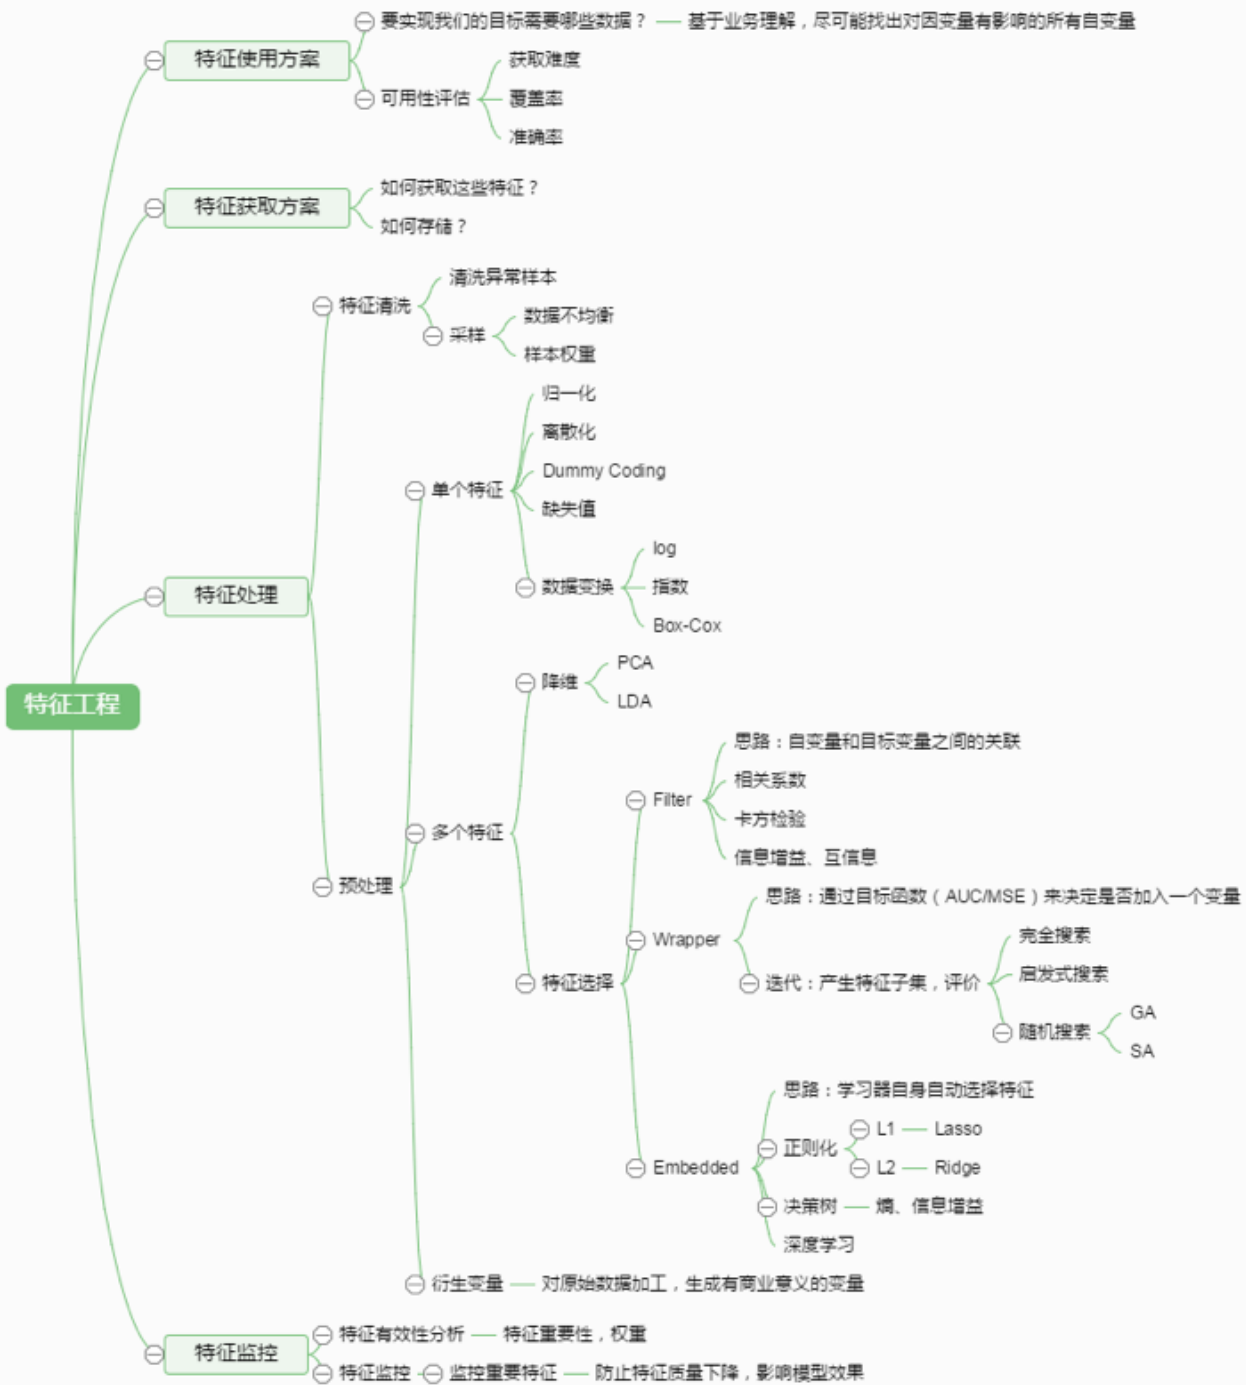 要实现我们的目标需要哪些数据？ 基于业务理解，尽可能找出对因变量有影响的所有自变量
特征使用方案
获取难度
可用性评估
覆盖率
准确率
如何获取这些特征？
特征获取方案
如何存储？
清洗异常样本
特征清洗
数据不均衡
采样
样本权重
归一化
离散化
Dummy Coding
单个特征
缺失值
log
数据变换
指数
特征处理
Box-Cox
PCA
降维
LDA
特征工程
思路：自变量和目标变量之间的关联
相关系数
Filter
卡方检验
多个特征
信息增益、互信息
预处理
思路：通过目标函数（AUC/MSE）来决定是否加入一个变量
完全搜索
Wrapper
启发式搜索
特征选择
迭代：产生特征子集，评价
GA
随机搜索
SA
思路：学习器自身自动选择特征
L1 Lasso
正则化
Embedded
L2 Ridge
决策树 熵、信息增益
深度学习
衍生变量 对原始数据加工，生成有商业意义的变量
特征有效性分析 特征重要性，权重
特征监控
特征监控 监控重要特征 防止特征质量下降，影响模型效果